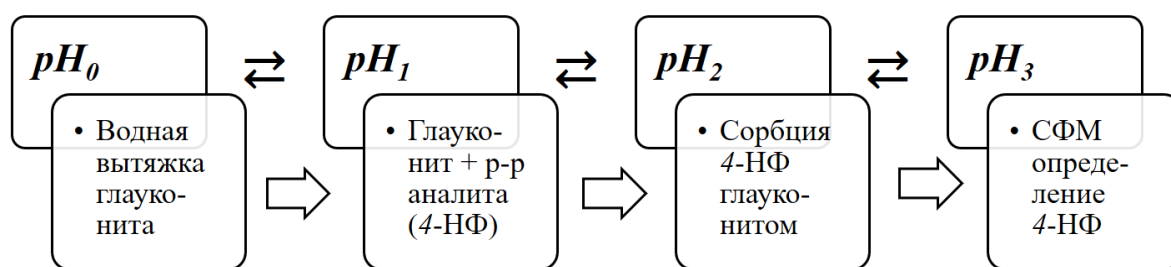 pH0
• Водная
вытяжка
глауко-
нита
pH1
• Глауко-
нит + р-р
аналита
(4-НФ)
pH2
• Сорбция
4-НФ
глауко-
нитом
pH3
• СФМ
опреде-
ление
4-НФ